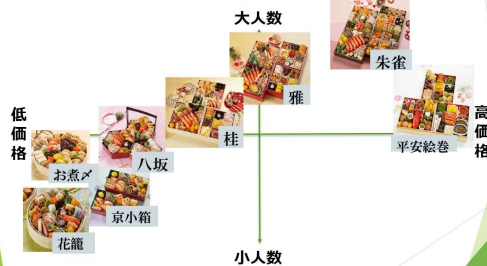 大人数
朱雀
雅
低価格
高価格
桂
平安絵巻
八坂
お煮〆
京小箱
花籠
小人数